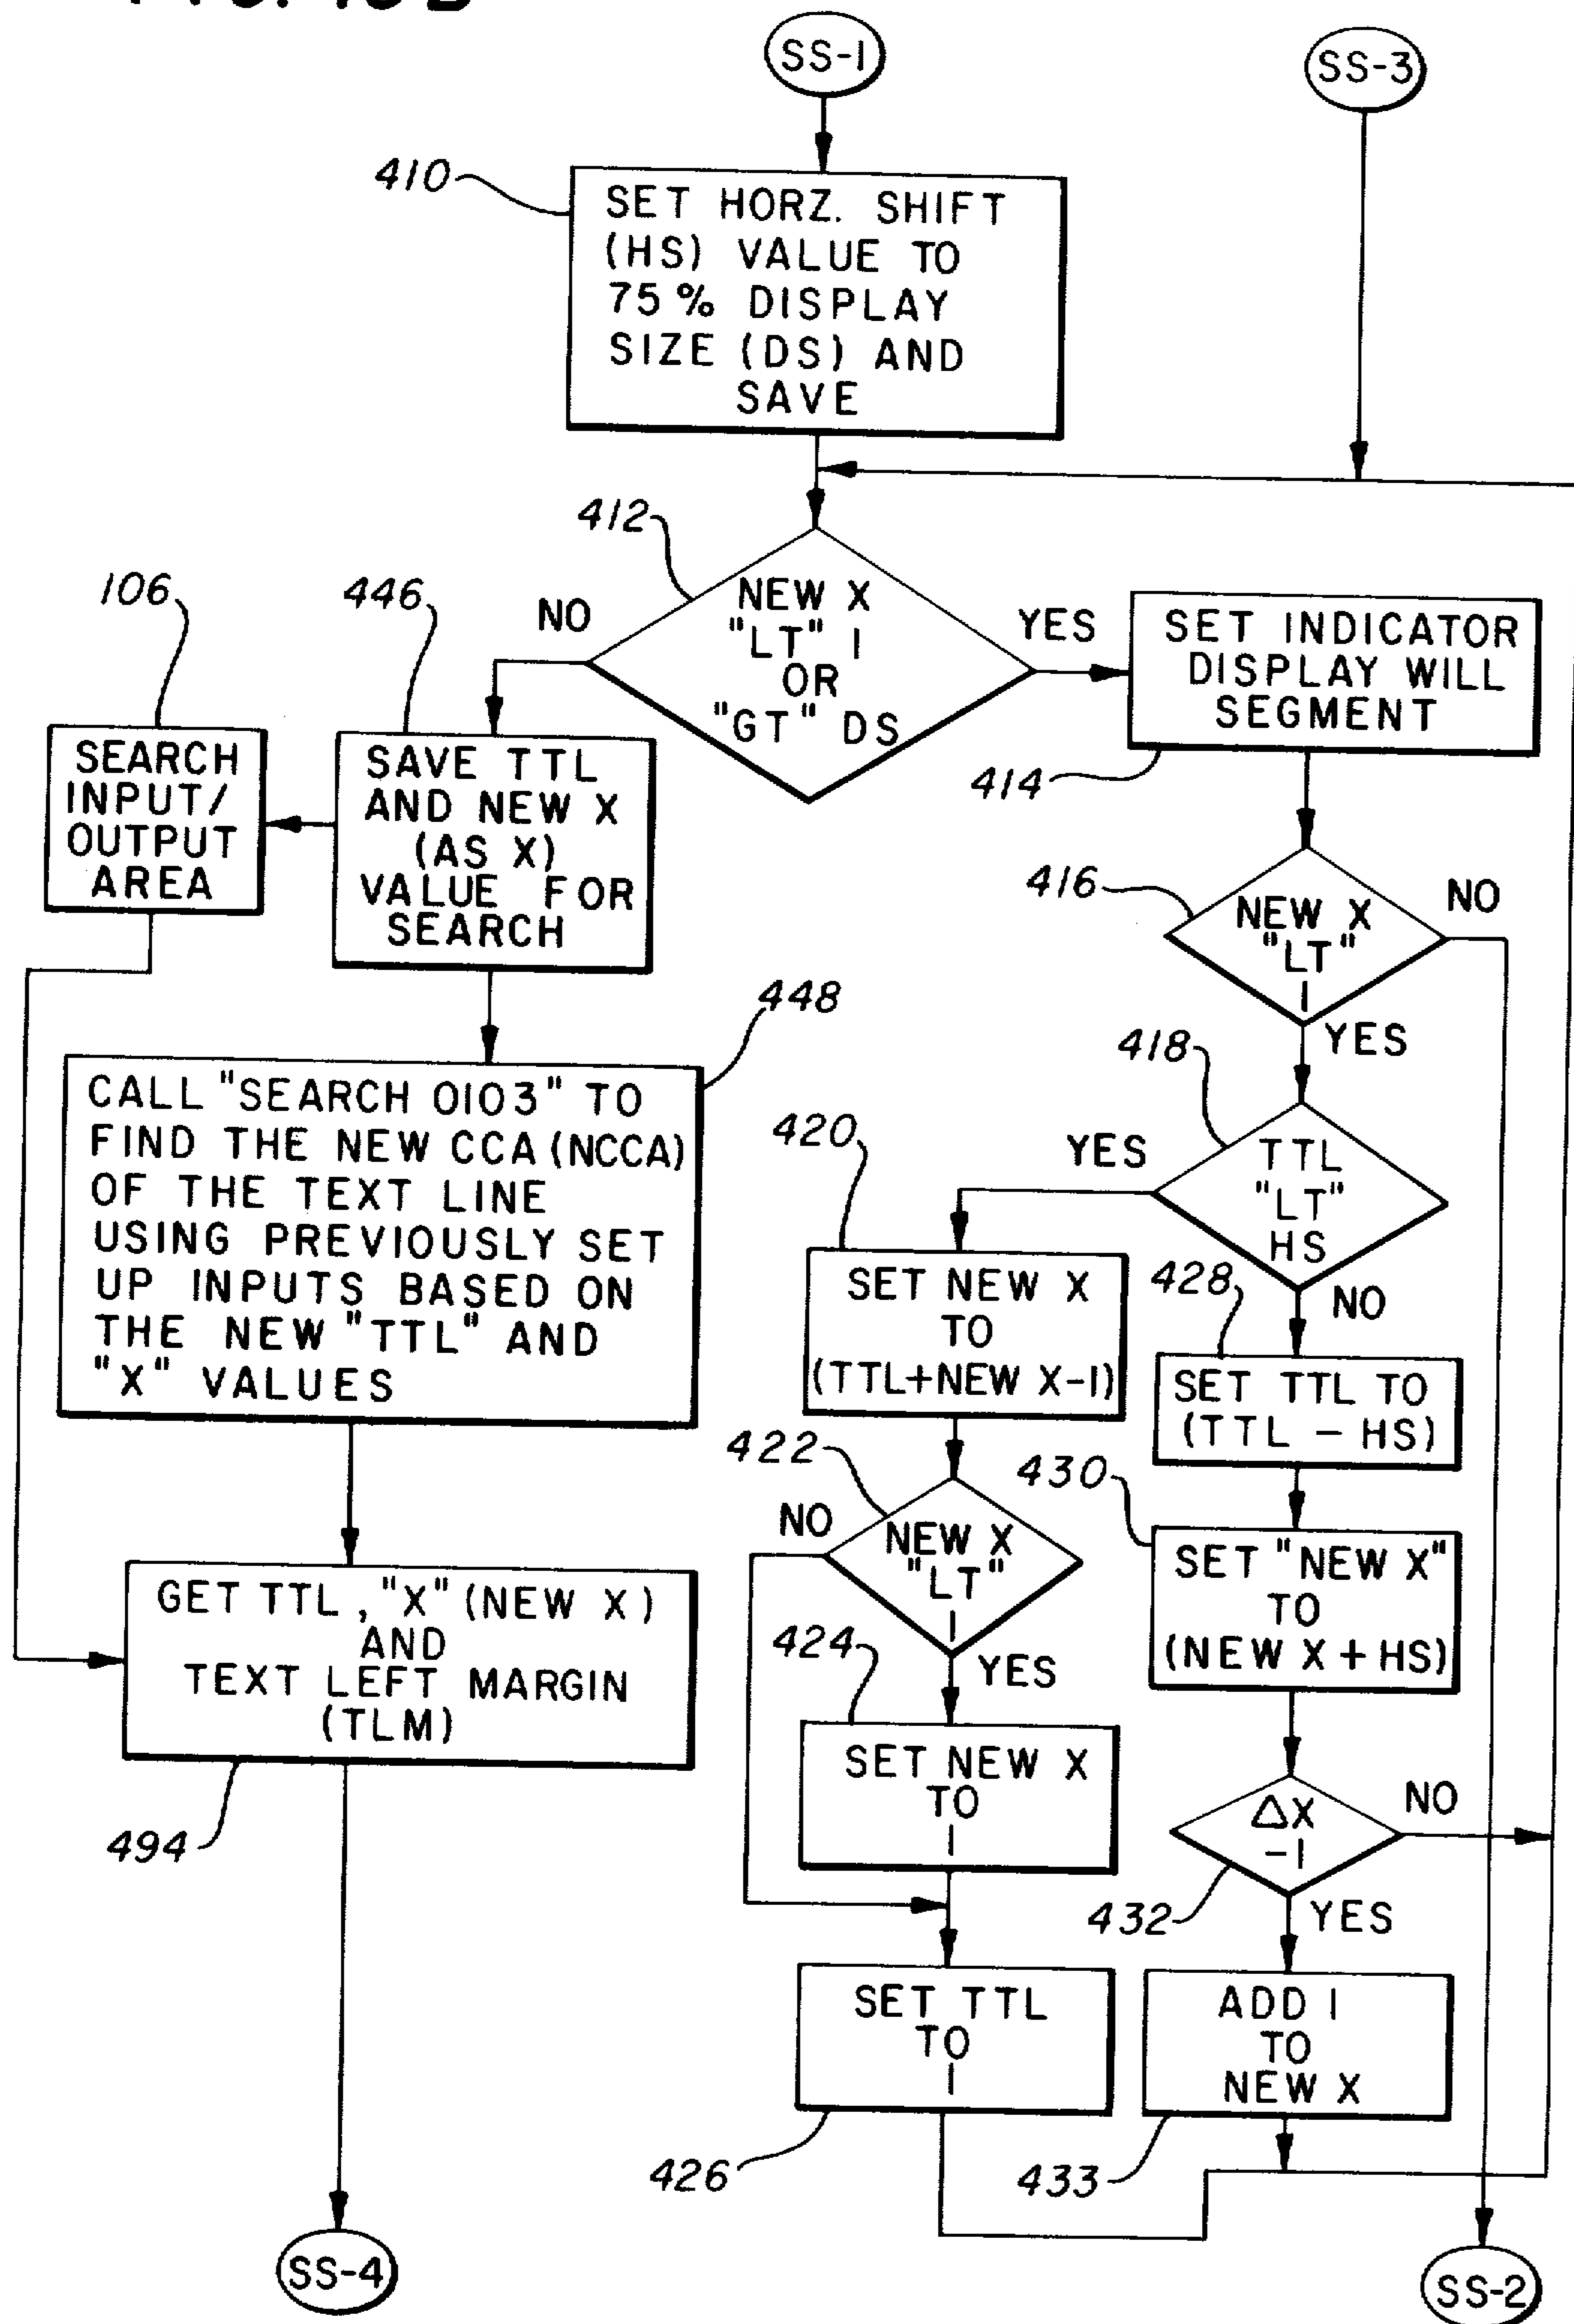 SS-1
SS-3
410
SET HORZ. SHIFT
(HS) VALUE TO
75% DISPLAY
SIZE (DS) AND
SAVE
412
NEW X
"LT" 1
OR
"GT" DS
NO
YES
106
SEARCH
INPUT/
OUTPUT
AREA
446
SAVE TTL
AND NEW X
(AS X)
VALUE FOR
SEARCH
SET INDICATOR
DISPLAY WILL
SEGMENT
414
416
NEW X
"LT"
1
NO
YES
448
CALL "SEARCH 0103" TO
FIND THE NEW CCA (NCCA)
OF THE TEXT LINE
USING PREVIOUSLY SET
UP INPUTS BASED ON
THE NEW "TTL" AND
"X" VALUES
418
TTL
"LT"
HS
YES
NO
420
SET NEW X
TO
(TTL+NEW X-1)
428
SET TTL TO
(TTL - HS)
422
NEW X
"LT"
1
NO
YES
430
SET "NEW X"
TO
(NEW X + HS)
GET TTL, "X" (NEW X)
AND
TEXT LEFT MARGIN
(TLM)
494
424
SET NEW X
TO
1
432
ΔX
-1
NO
YES
SET TTL
TO
1
426
ADD 1
TO
NEW X
433
SS-4
SS-2